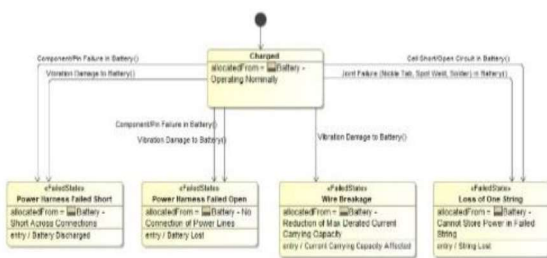 Charged
allocatedFrom = Battery -
Operating Nominally
Component/Pin Failure in Battery()
Vibration Damage to Battery()
Cell Short/Open Circuit in Battery()
Joint Failure (Nickle Tab, Spot Weld, Solder) in Battery()
Component/Pin Failure in Battery()
Vibration Damage to Battery()
Vibration Damage to Battery()
«FailedState»
Power Harness Failed Short
allocatedFrom = Battery -
Short Across Connections
entry / Battery Discharged
«FailedState»
Power Harness Failed Open
allocatedFrom = Battery - No
Connection of Power Lines
entry / Battery Lost
«FailedState»
Wire Breakage
allocatedFrom = Battery -
Reduction of Max Derated Current
Carrying Capacity
entry / Current Carrying Capacity Affected
«FailedState»
Loss of One String
allocatedFrom = Battery -
Cannot Store Power in Failed
String
entry / String Lost